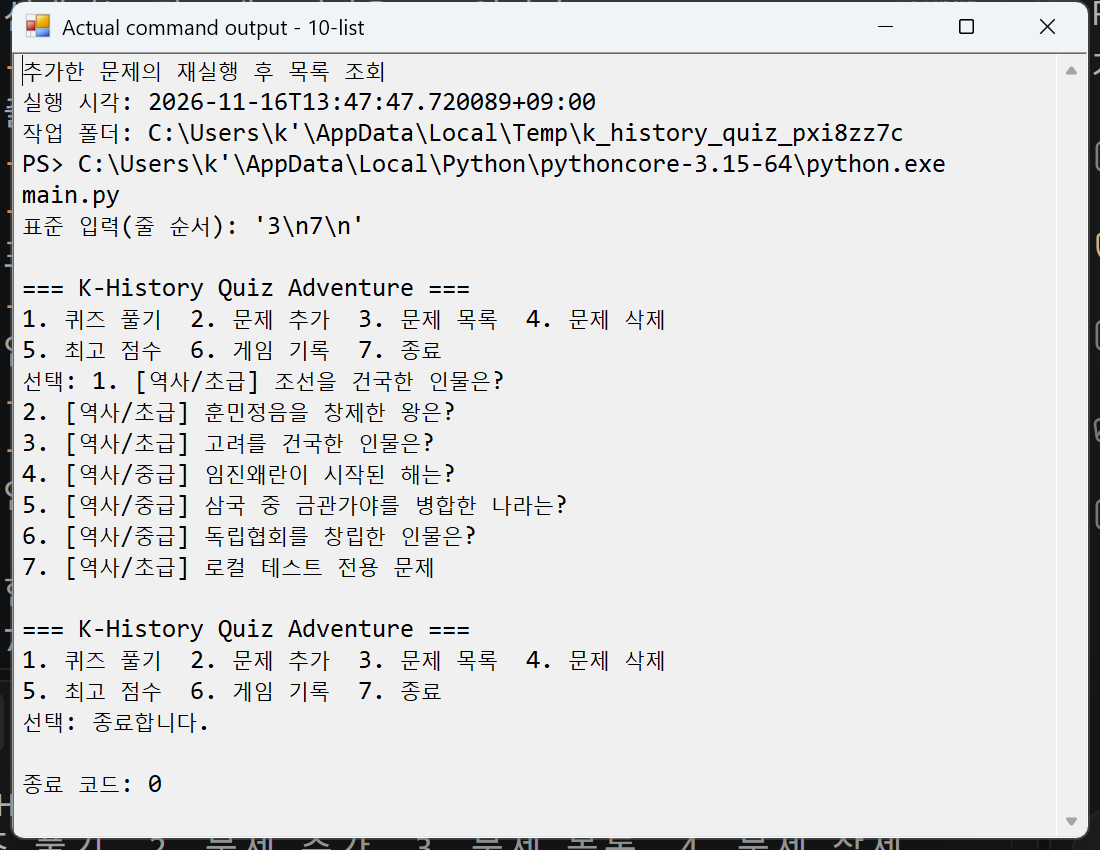 Actual command output - 10-list
추가한 문제의 재실행 후 목록 조회
실행 시각: 2026-11-16T13:47:47.720089+09:00
작업 폴더: C:\Users\k'\AppData\Local\Temp\k_history_quiz_pxi8zz7c
PS> C:\Users\k'\AppData\Local\Python\pythoncore-3.15-64\python.exe
main.py
표준 입력(줄 순서): '3\n7\n'
=== K-History Quiz Adventure ===
1. 퀴즈 풀기  2. 문제 추가  3. 문제 목록  4. 문제 삭제
5. 최고 점수  6. 게임 기록  7. 종료
선택: 1. [역사/초급] 조선을 건국한 인물은?
2. [역사/초급] 훈민정음을 창제한 왕은?
3. [역사/초급] 고려를 건국한 인물은?
4. [역사/중급] 임진왜란이 시작된 해는?
5. [역사/중급] 삼국 중 금관가야를 병합한 나라는?
6. [역사/중급] 독립협회를 창립한 인물은?
7. [역사/초급] 로컬 테스트 전용 문제
=== K-History Quiz Adventure ===
1. 퀴즈 풀기  2. 문제 추가  3. 문제 목록  4. 문제 삭제
5. 최고 점수  6. 게임 기록  7. 종료
선택: 종료합니다.
종료 코드: 0